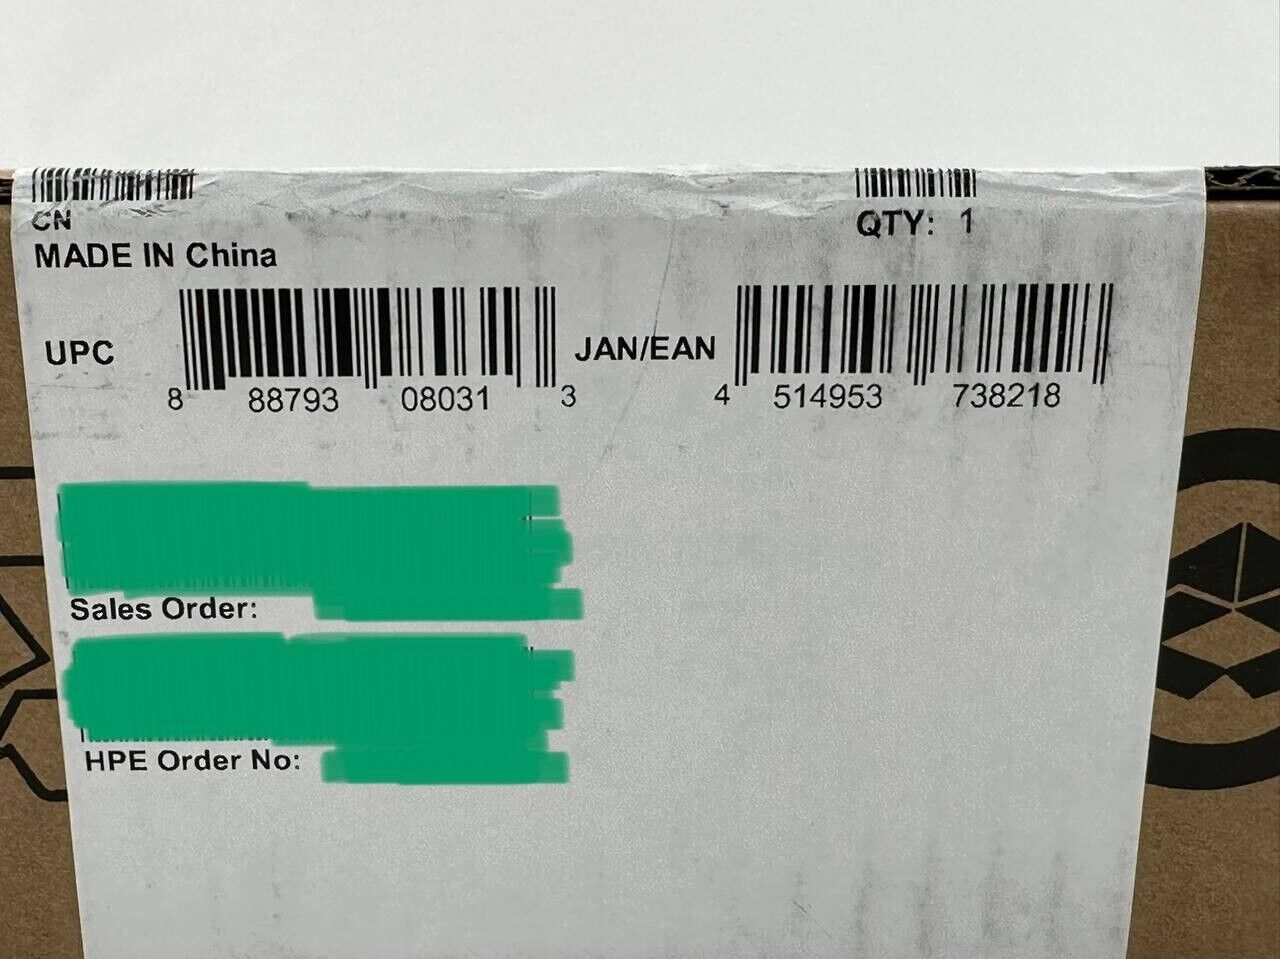 CN
QTY: 1
MADE IN China
UPC
8 88793 08031 3
JAN/EAN
4 514953 738218
Sales Order:
HPE Order No: